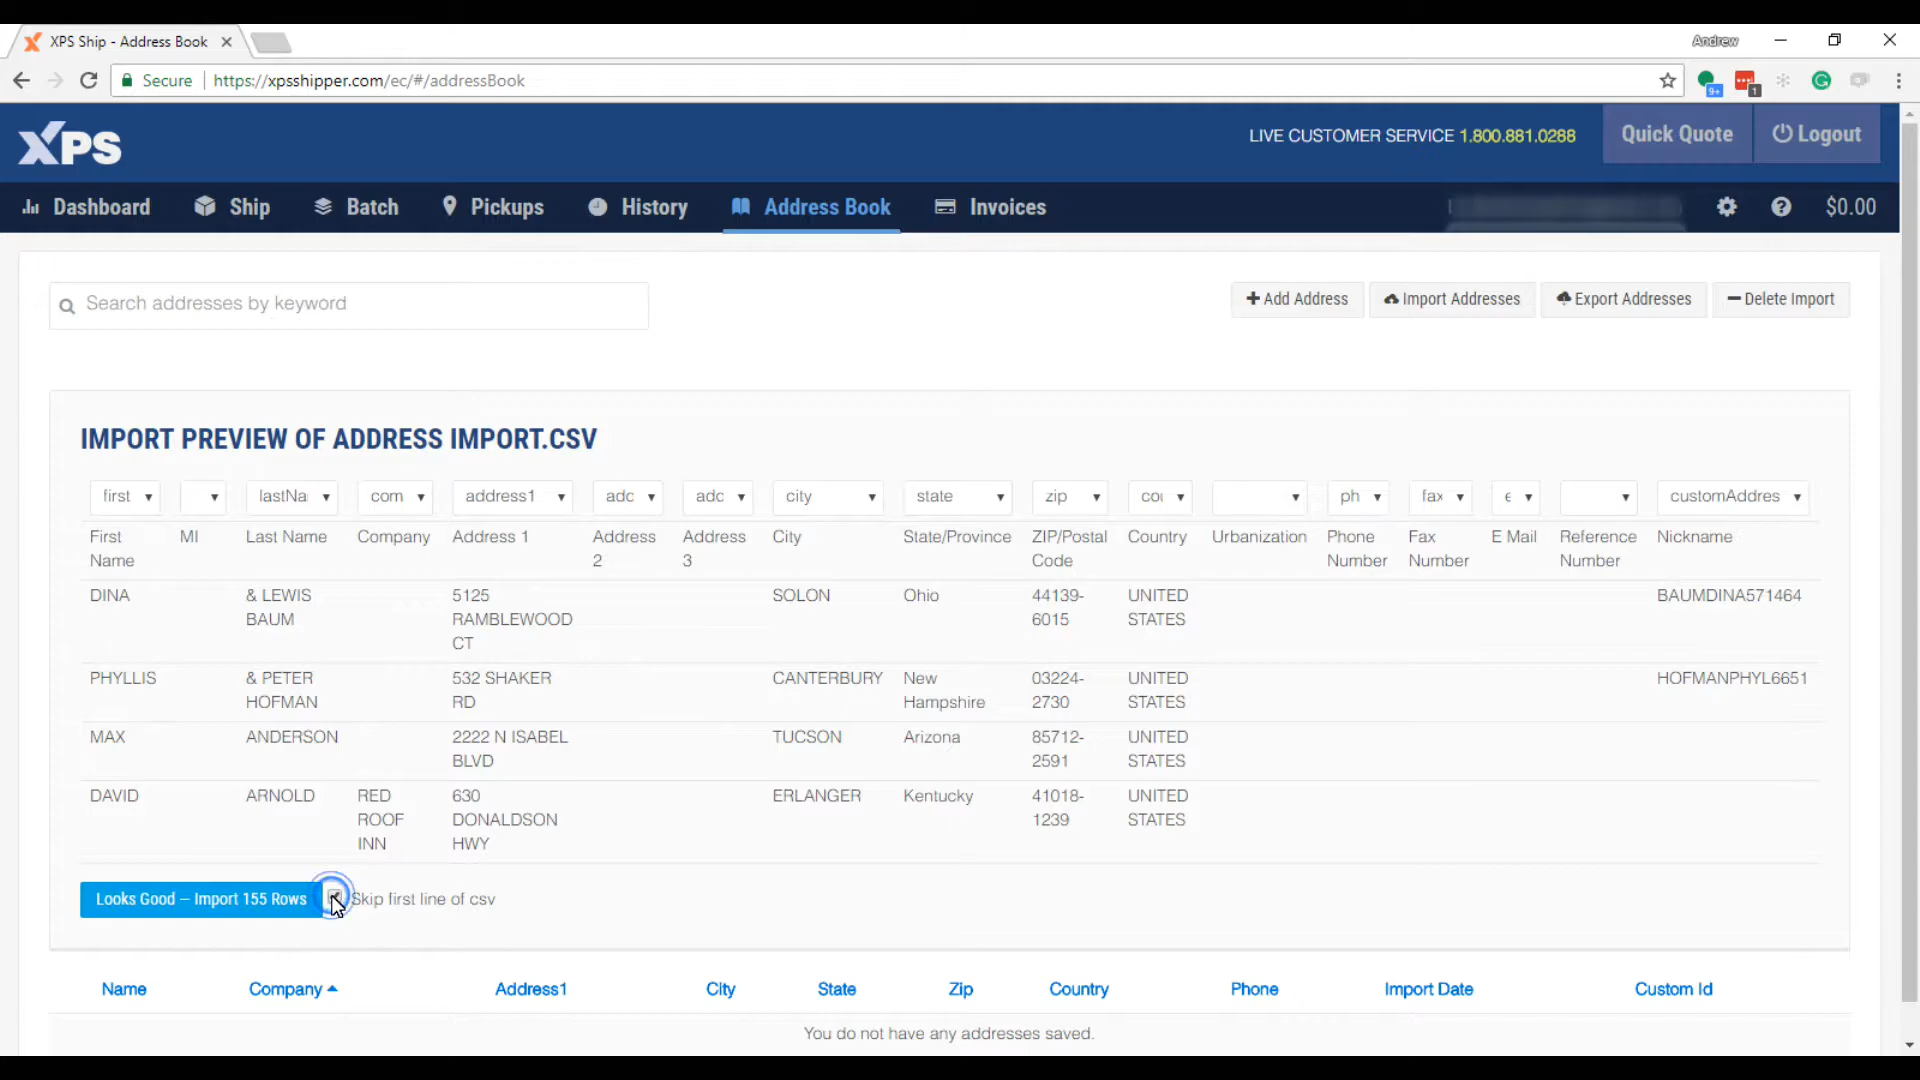 XPS Ship - Address Book
Andrew
Secure https://xpsshipper.com/ec/#/addressBook
9+ 1
XPS
LIVE CUSTOMER SERVICE 1.800.881.0288
Quick Quote
Logout
Dashboard Ship Batch Pickups History Address Book Invoices $0.00
Search addresses by keyword
Add Address Import Addresses Export Addresses Delete Import
IMPORT PREVIEW OF ADDRESS IMPORT.CSV
first lastNa com address1 adc adc city state zip cou ph fax e customAddres
First MI Last Name Company Address 1 Address Address City State/Province ZIP/Postal Country Urbanization Phone Fax E Mail Reference Nickname
Name 2 3 Code Number Number Number
DINA & LEWIS 5125 SOLON Ohio 44139- UNITED BAUMDINA571464
BAUM RAMBLEWOOD 6015 STATES
CT
PHYLLIS & PETER 532 SHAKER CANTERBURY New 03224- UNITED HOFMANPHYL6651
HOFMAN RD Hampshire 2730 STATES
MAX ANDERSON 2222 N ISABEL TUCSON Arizona 85712- UNITED
BLVD 2591 STATES
DAVID ARNOLD RED 630 ERLANGER Kentucky 41018- UNITED
ROOF DONALDSON 1239 STATES
INN HWY
Looks Good – Import 155 Rows Skip first line of csv
Name Company Address1 City State Zip Country Phone Import Date Custom Id
You do not have any addresses saved.